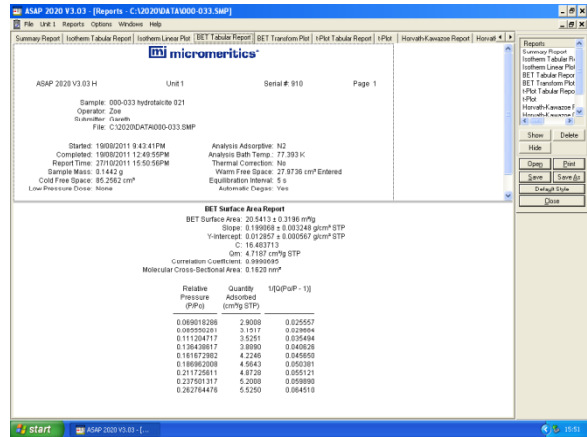 ASAP 2020 V3.03 - [Reports - C:\2020\DATA\000-033.SMP]
File Unit 1 Reports Options Windows Help
Summary Report Isotherm Tabular Report Isotherm Linear Plot BET Tabular Report BET Transform Plot t-Plot Tabular Report t-Plot Horvath-Kawazoe Report
micromeritics
ASAP 2020 V3.03 H Unit 1 Serial #: 910 Page 1
Sample: 000-033 hydrotalcite 021
Operator: Zoe
Submitter: Gareth
File: C:\2020\DATA\000-033.SMP
Started: 19/08/2011 9:43:41PM Analysis Adsorptive: N2
Completed: 19/08/2011 12:49:55PM Analysis Bath Temp.: 77.393 K
Report Time: 27/10/2011 15:50:56PM Thermal Correction: No
Sample Mass: 0.1442 g Warm Free Space: 27.9736 cm³ Entered
Cold Free Space: 85.2562 cm³ Equilibration Interval: 5 s
Low Pressure Dose: None Automatic Degas: Yes
BET Surface Area Report
BET Surface Area: 20.5413 ± 0.3196 m²/g
Slope: 0.199068 ± 0.003248 g/cm³ STP
Y-Intercept: 0.012857 ± 0.000567 g/cm³ STP
C: 16.483713
Qm: 4.7187 cm³/g STP
Correlation Coefficient: 0.9990695
Molecular Cross-Sectional Area: 0.1620 nm²
Relative Pressure (P/Po) Quantity Adsorbed (cm³/g STP) 1/[Q(Po/P - 1)]
0.069018286 2.9008 0.025557
3.1517
0.111204717 3.5251 0.035494
0.136438617 3.8890 0.040626
0.161672982 4.2246 0.045650
0.186962008 4.5643 0.050381
0.211725611 4.8728 0.055121
0.237501317 5.2008 0.059890
0.262764476 5.5250 0.064510
Reports
Summary Report
Isotherm Tabular
Isotherm Linear Plot
BET Tabular Report
BET Transform Plot
t-Plot Tabular Repo
t-Plot
Horvath-Kawazoe
Show Delete
Hide
Open Print
Save Save As
Default Style
Close
start ASAP 2020 V3.03 - [... 15:51